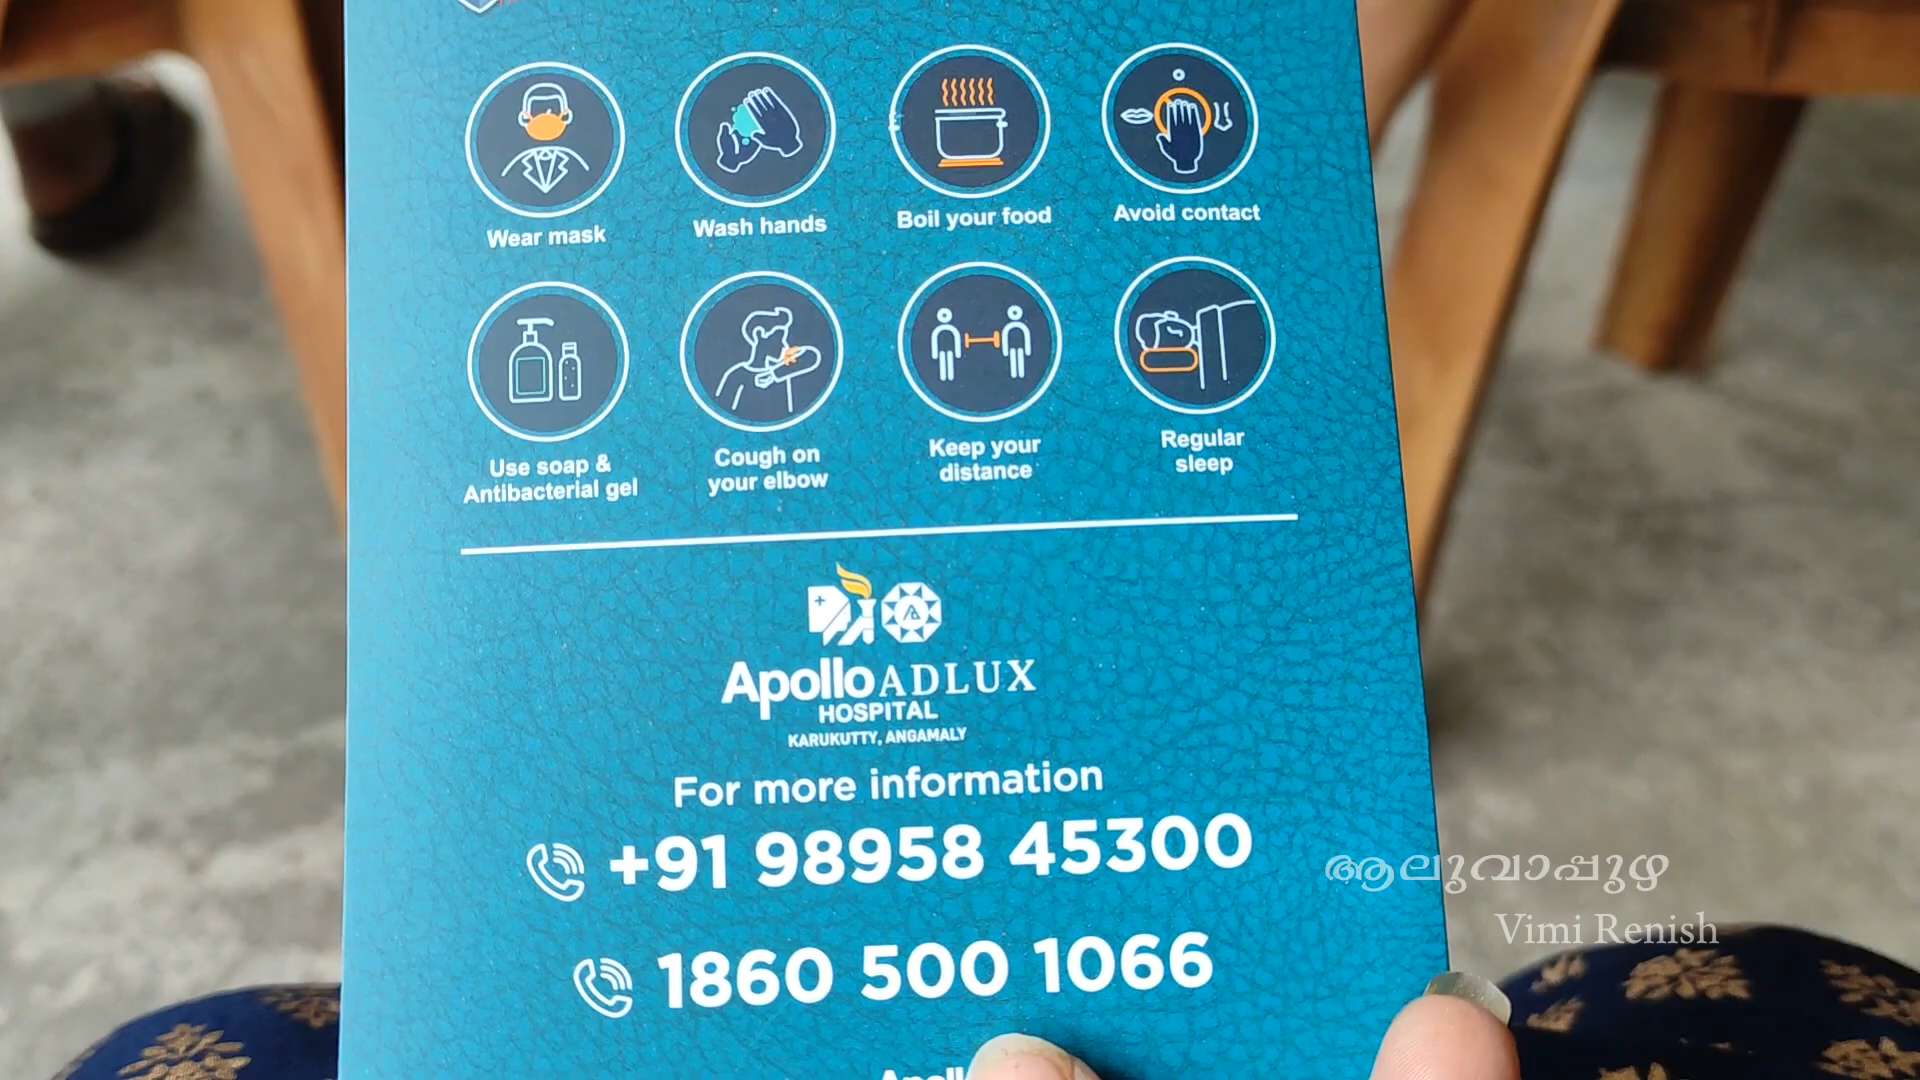 Wear mask
Wash hands
Boil your food
Avoid contact
Use soap &
Antibacterial gel
Cough on
your elbow
Keep your
distance
Regular
sleep
Apollo ADLUX
HOSPITAL
KARUKUTTY, ANGAMALY
For more information
+91 98958 45300
1860 500 1066
ആലുവാപ്പുഴ
Vimi Renish